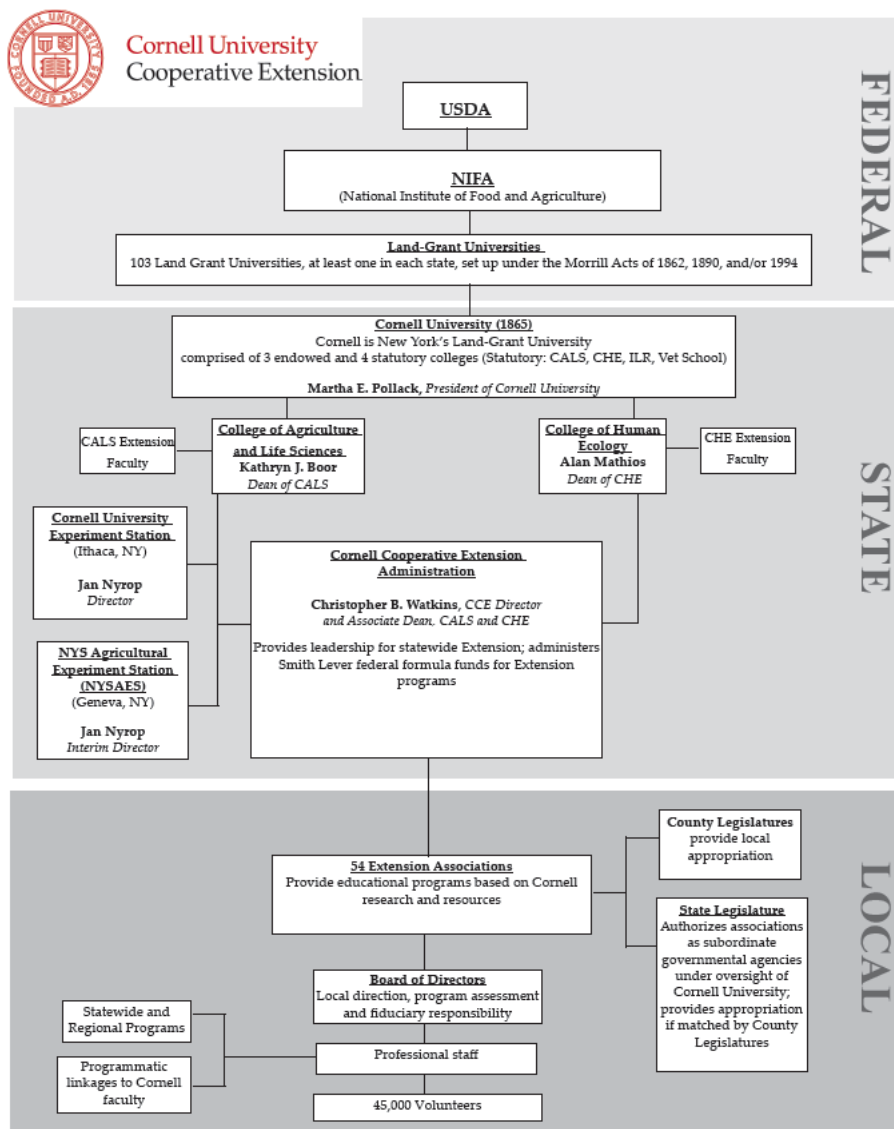 CORNELL UNIVERSITY
FOUNDED A.D. 1865
Cornell University
Cooperative Extension
FEDERAL
USDA
NIFA
(National Institute of Food and Agriculture)
Land-Grant Universities
103 Land Grant Universities, at least one in each state, set up under the Morrill Acts of 1862, 1890, and/or 1994
STATE
Cornell University (1865)
Cornell is New York's Land-Grant University
comprised of 3 endowed and 4 statutory colleges (Statutory: CALS, CHE, ILR, Vet School)
Martha E. Pollack, President of Cornell University
CALS Extension
Faculty
College of Agriculture
and Life Sciences
Kathryn J. Boor
Dean of CALS
College of Human
Ecology
Alan Mathios
Dean of CHE
CHE Extension
Faculty
Cornell University
Experiment Station
(Ithaca, NY)
Jan Nyrop
Director
NYS Agricultural
Experiment Station
(NYSAES)
(Geneva, NY)
Jan Nyrop
Interim Director
Cornell Cooperative Extension
Administration
Christopher B. Watkins, CCE Director
and Associate Dean, CALS and CHE
Provides leadership for statewide Extension; administers
Smith Lever federal formula funds for Extension
programs
LOCAL
54 Extension Associations
Provide educational programs based on Cornell
research and resources
County Legislatures
provide local
appropriation
State Legislature
Authorizes associations
as subordinate
governmental agencies
under oversight of
Cornell University;
provides appropriation
if matched by County
Legislatures
Board of Directors
Local direction, program assessment
and fiduciary responsibility
Statewide and
Regional Programs
Programmatic
linkages to Cornell
faculty
Professional staff
45,000 Volunteers